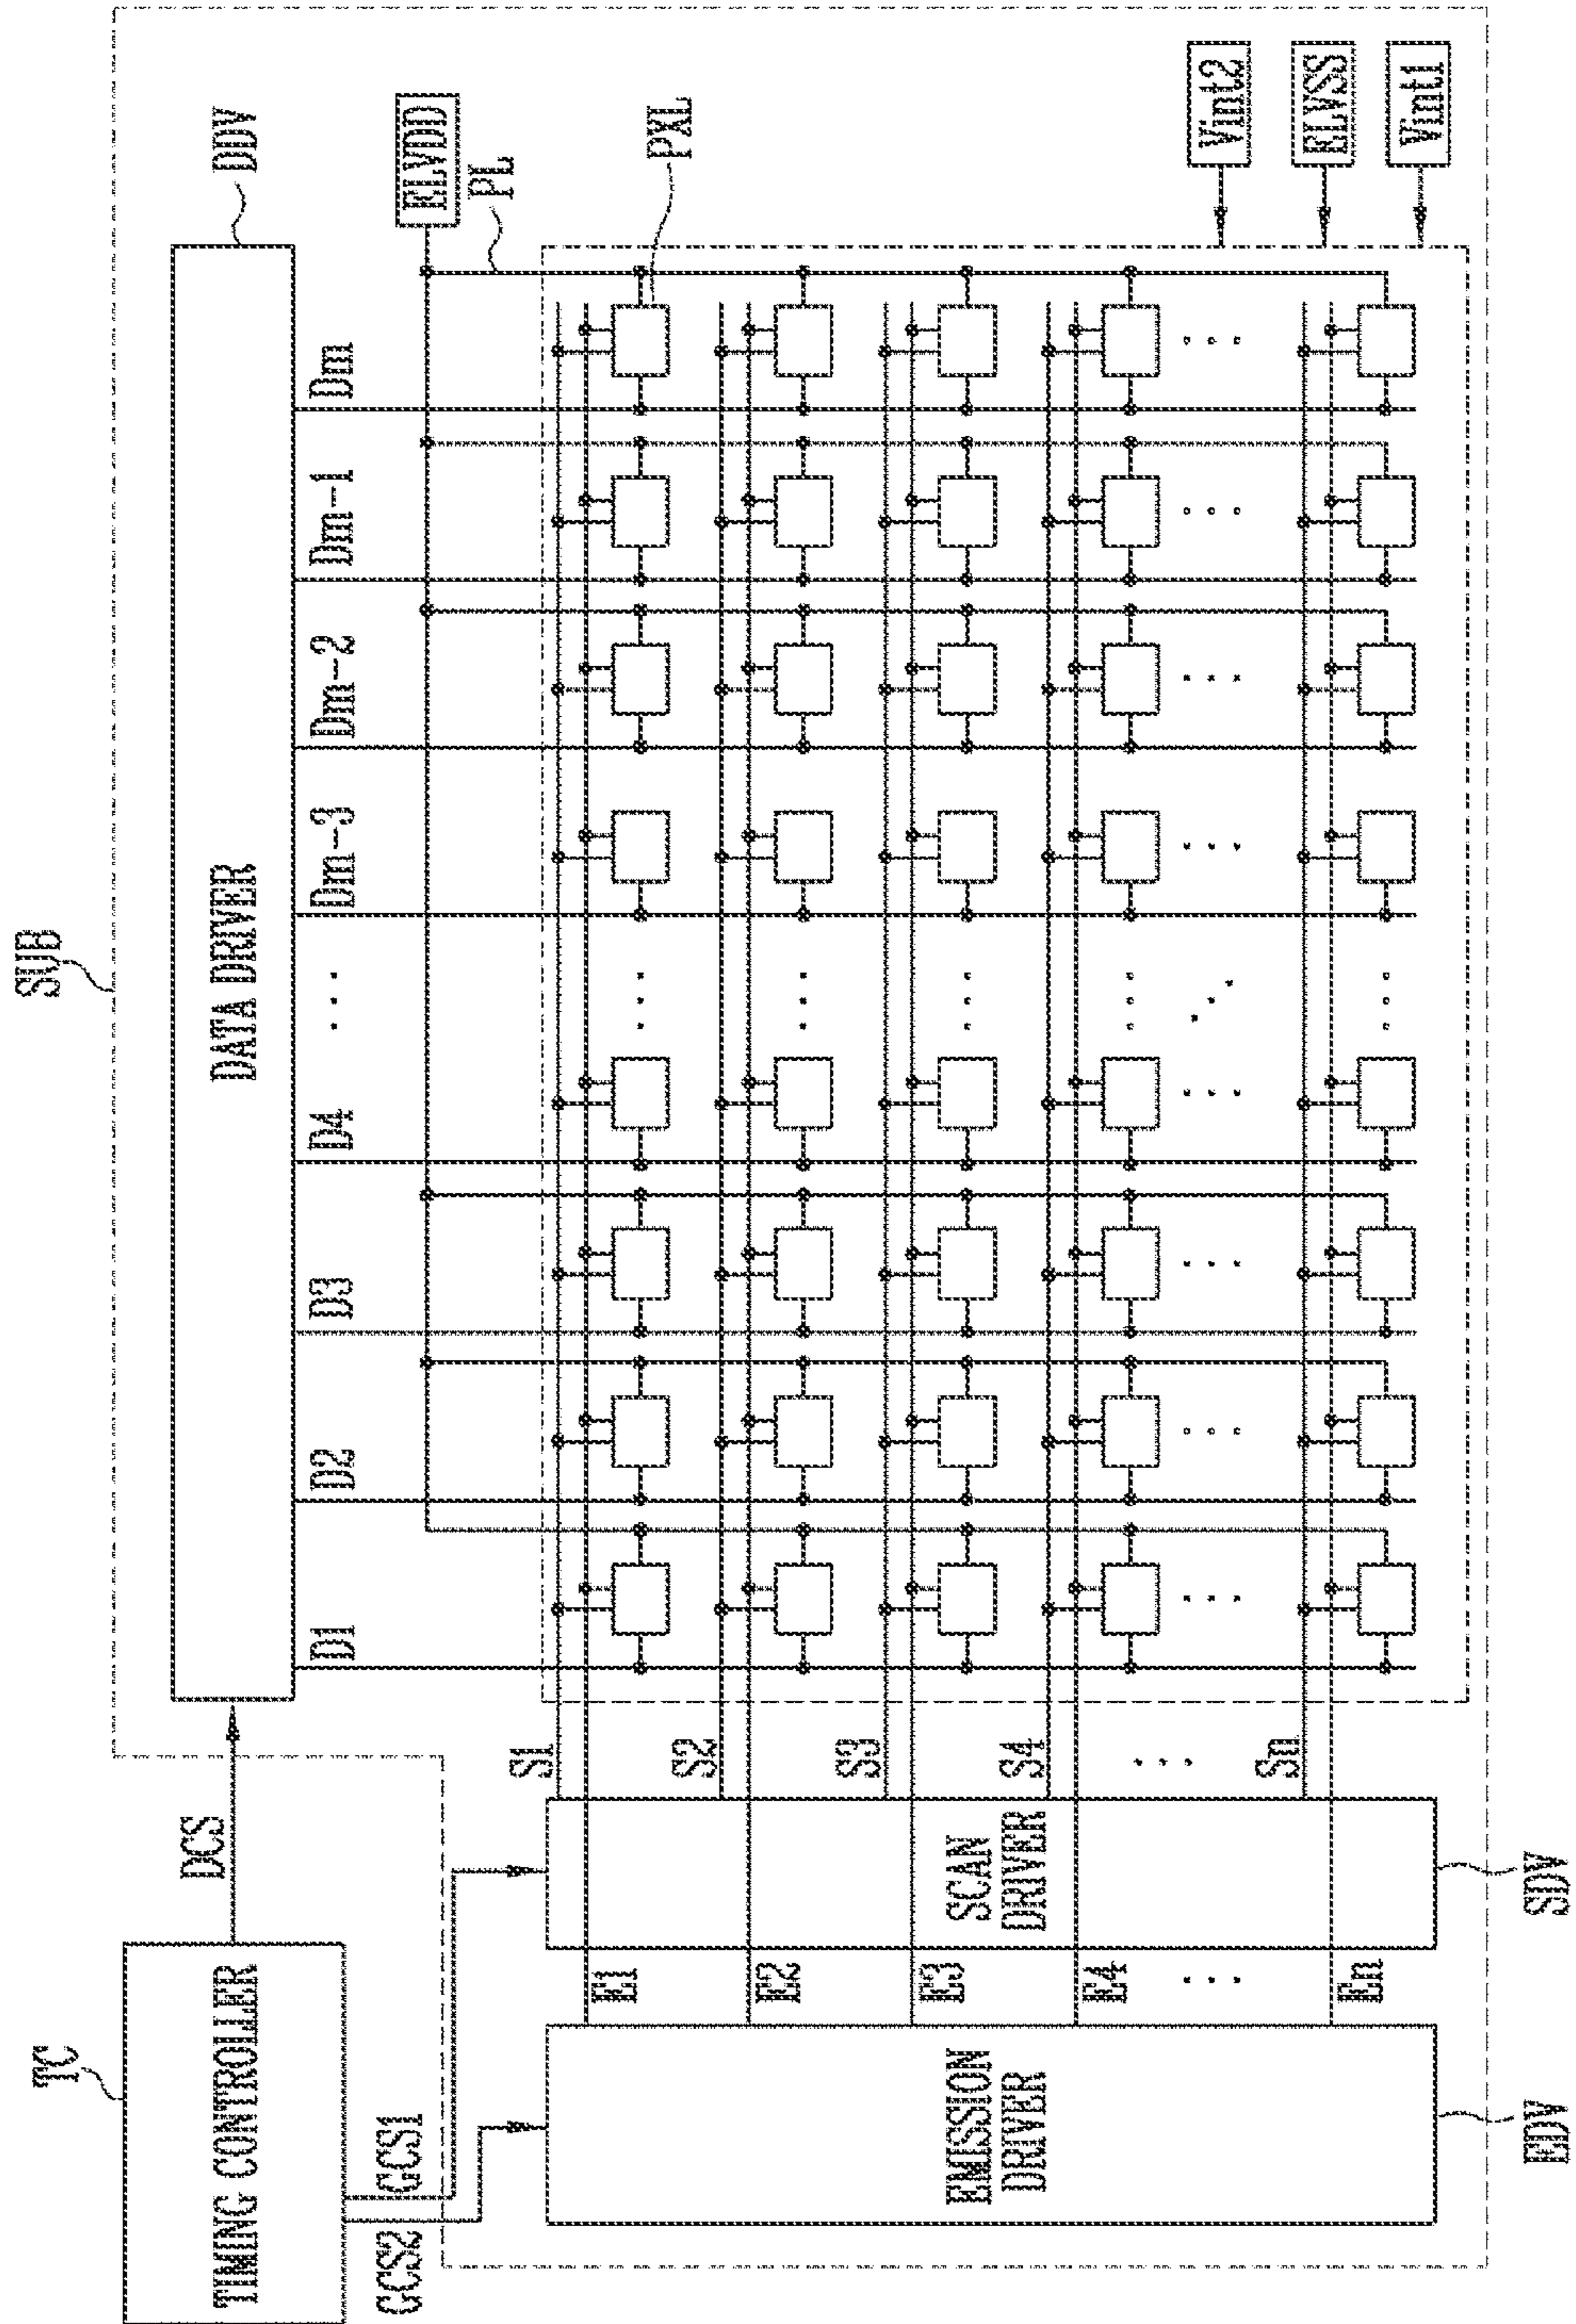 SUB
TC
TIMING CONTROLLER
DCS
DATA DRIVER
DDV
GCS2
GCS1
D1
D2
D3
D4
. . .
Dm-3
Dm-2
Dm-1
Dm
ELVDD
PL
PXL
EMISSION
DRIVER
E1
E2
E3
E4
. . .
En
SCAN
DRIVER
S1
S2
S3
S4
. . .
Sn
Vint2
ELVSS
Vint1
EDV
SDV